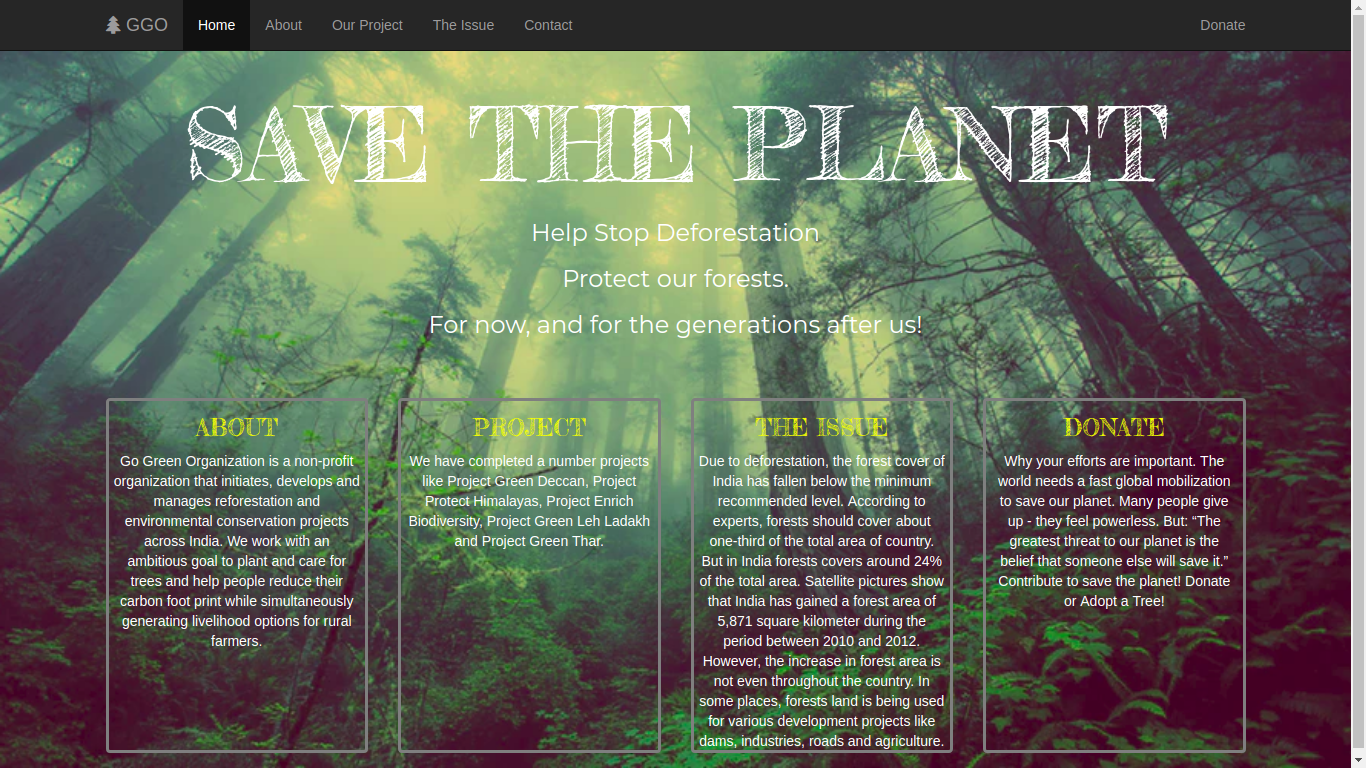 GGO Home About Our Project The Issue Contact Donate
SAVE THE PLANET
Help Stop Deforestation
Protect our forests.
For now, and for the generations after us!
ABOUT
Go Green Organization is a non-profit
organization that initiates, develops and
manages reforestation and
environmental conservation projects
across India. We work with an
ambitious goal to plant and care for
trees and help people reduce their
carbon foot print while simultaneously
generating livelihood options for rural
farmers.
PROJECT
We have completed a number projects
like Project Green Deccan, Project
Protect Himalayas, Project Enrich
Biodiversity, Project Green Leh Ladakh
and Project Green Thar.
THE ISSUE
Due to deforestation, the forest cover of
India has fallen below the minimum
recommended level. According to
experts, forests should cover about
one-third of the total area of country.
But in India forests covers around 24%
of the total area. Satellite pictures show
that India has gained a forest area of
5,871 square kilometer during the
period between 2010 and 2012.
However, the increase in forest area is
not even throughout the country. In
some places, forests land is being used
for various development projects like
dams, industries, roads and agriculture.
DONATE
Why your efforts are important. The
world needs a fast global mobilization
to save our planet. Many people give
up - they feel powerless. But: “The
greatest threat to our planet is the
belief that someone else will save it.”
Contribute to save the planet! Donate
or Adopt a Tree!